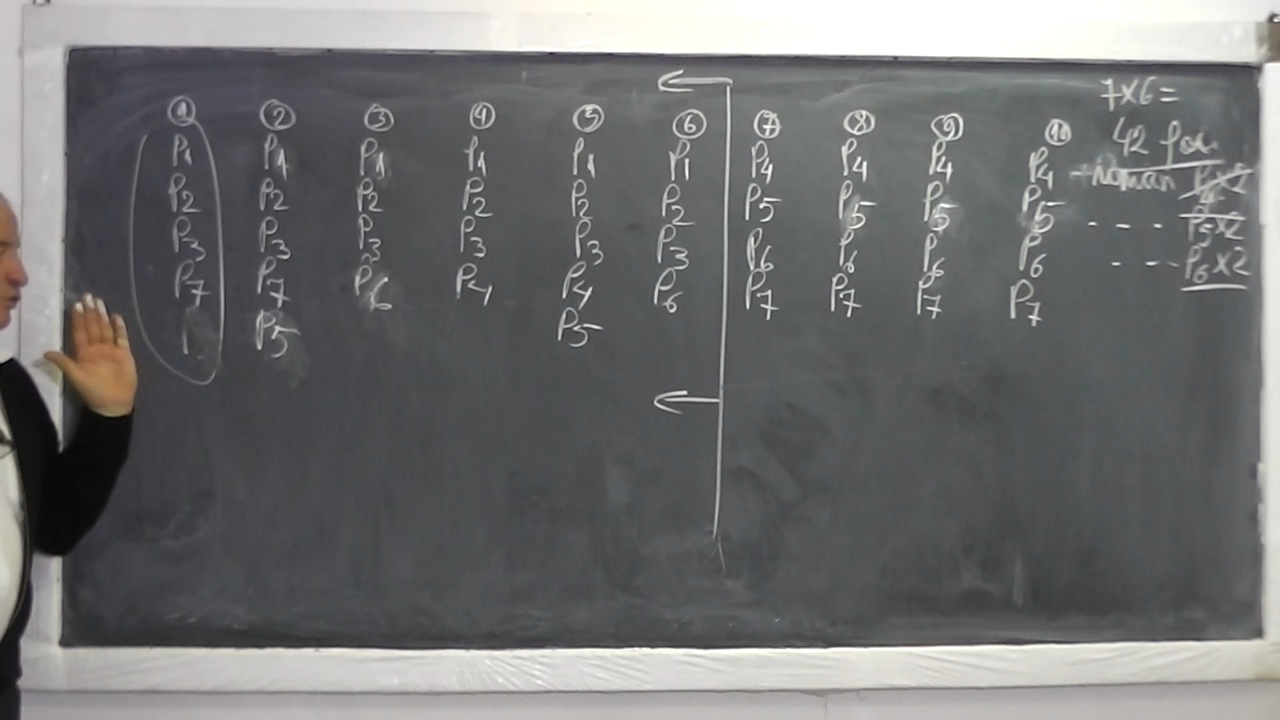 ① ② ③ ④ ⑤ ⑥ ⑦ ⑧ ⑨ ⑩
P1 P1 P1 P1 P1 P1 P4 P4 P4 P4
P2 P2 P2 P2 P2 P2 P5 P5 P5 P5
P3 P3 P3 P3 P3 P3 P6 P6 P6 P6
P7 P7 P6 P4 P4 P6 P7 P7 P7 P7
P5 P5
7x6=
42
Raman P4x2
- - - P5x2
- - - P6x2